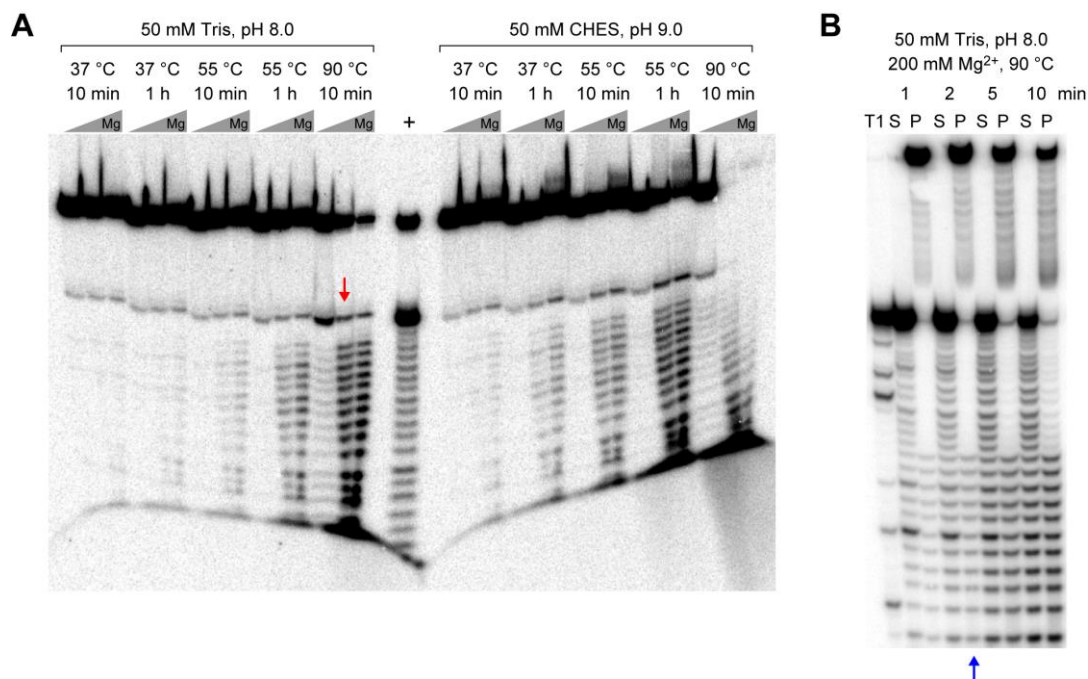 A
50 mM Tris, pH 8.0
50 mM CHES, pH 9.0
37 °C 37 °C 55 °C 55 °C 90 °C
10 min 1 h 10 min 1 h 10 min
Mg Mg Mg Mg Mg
+
37 °C 37 °C 55 °C 55 °C 90 °C
10 min 1 h 10 min 1 h 10 min
Mg Mg Mg Mg Mg
B
50 mM Tris, pH 8.0
200 mM Mg²⁺, 90 °C
1 2 5 10 min
T1 S P S P S P S P